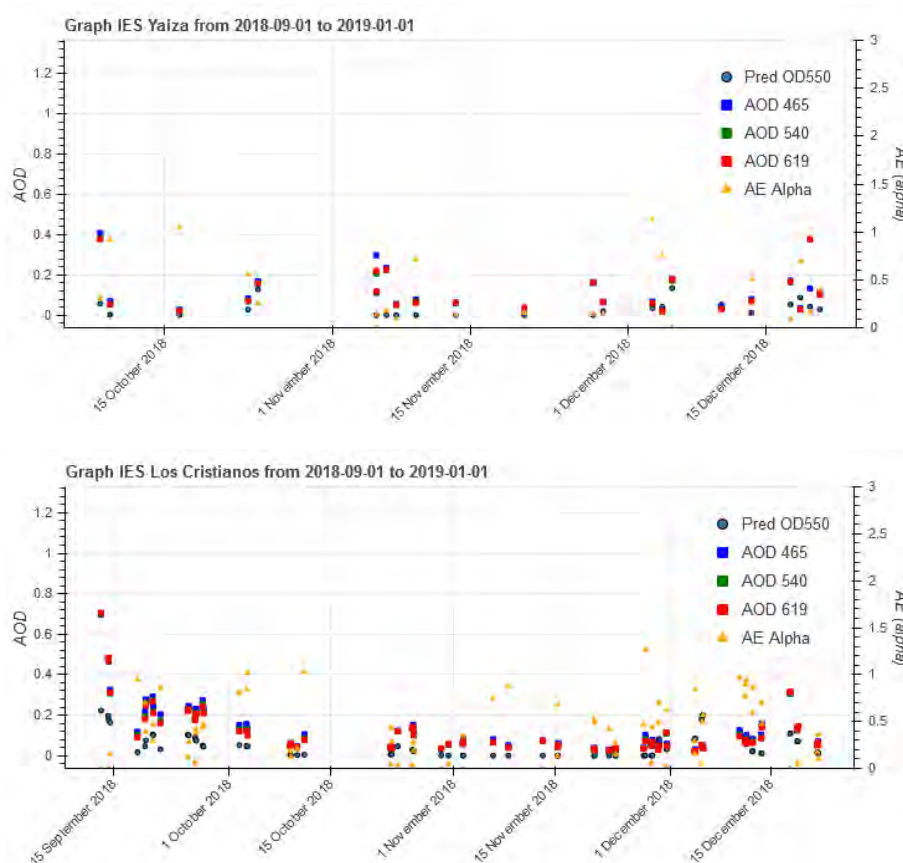 Graph IES Yaiza from 2018-09-01 to 2019-01-01
1.2
1
0.8
0.6
0.4
0.2
0
AOD
3
2.5
2
1.5
1
0.5
0
AE (alpha)
Pred OD550
AOD 465
AOD 540
AOD 619
AE Alpha
15 October 2018
1 November 2018
15 November 2018
1 December 2018
15 December 2018
Graph IES Los Cristianos from 2018-09-01 to 2019-01-01
1.2
1
0.8
0.6
0.4
0.2
0
AOD
3
2.5
2
1.5
1
0.5
0
AE (alpha)
Pred OD550
AOD 465
AOD 540
AOD 619
AE Alpha
15 September 2018
1 October 2018
15 October 2018
1 November 2018
15 November 2018
1 December 2018
15 December 2018